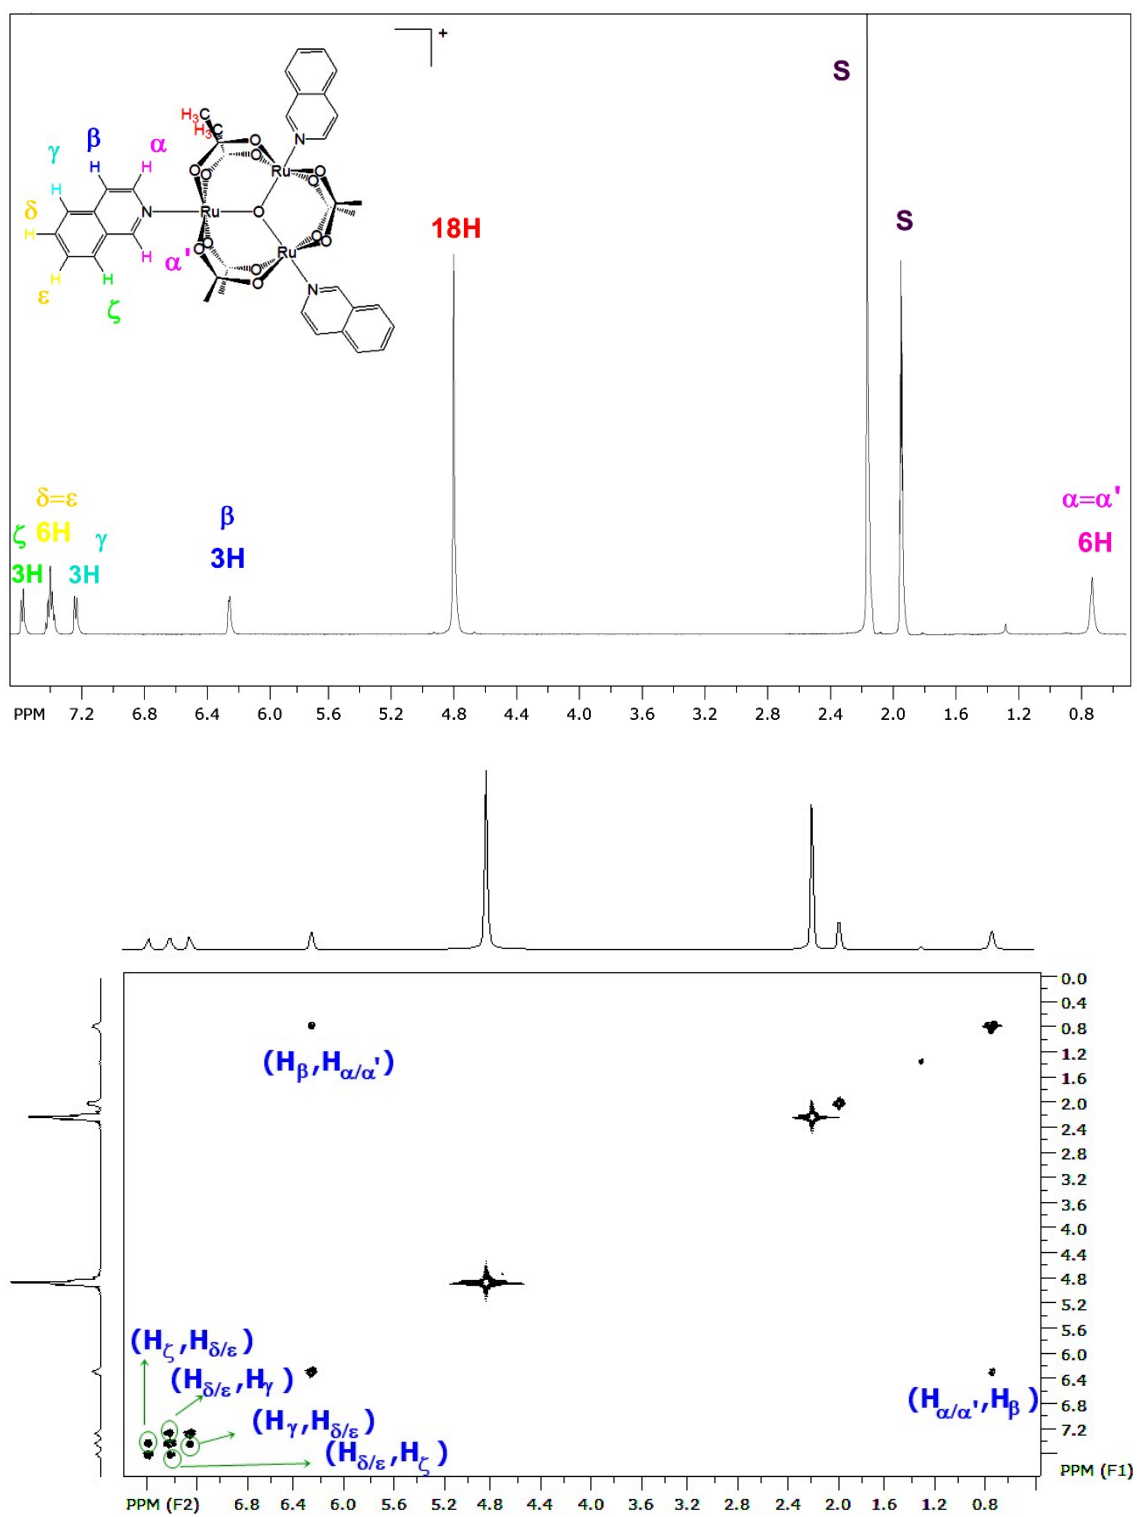 +
H₃C
H₃C
β
α
γ
H
H
H
δ
H
N
Ru
O
Ru
Ru
N
N
O
O
O
O
O
O
O
O
O
O
O
O
H
H
H
α'
ε
ζ
S
18H
S
δ=ε
6H
ζ
3H
γ
3H
β
3H
α=α'
6H
PPM 7.2 6.8 6.4 6.0 5.6 5.2 4.8 4.4 4.0 3.6 3.2 2.8 2.4 2.0 1.6 1.2 0.8
0.0
0.4
0.8
(Hβ,Hα/α')
1.2
1.6
2.0
2.4
2.8
3.2
3.6
4.0
4.4
4.8
5.2
5.6
(Hζ,Hδ/ε)
6.0
(Hδ/ε,Hγ)
6.4
(Hα/α',Hβ)
6.8
(Hγ,Hδ/ε)
7.2
(Hδ/ε,Hζ)
PPM (F1)
PPM (F2) 6.8 6.4 6.0 5.6 5.2 4.8 4.4 4.0 3.6 3.2 2.8 2.4 2.0 1.6 1.2 0.8